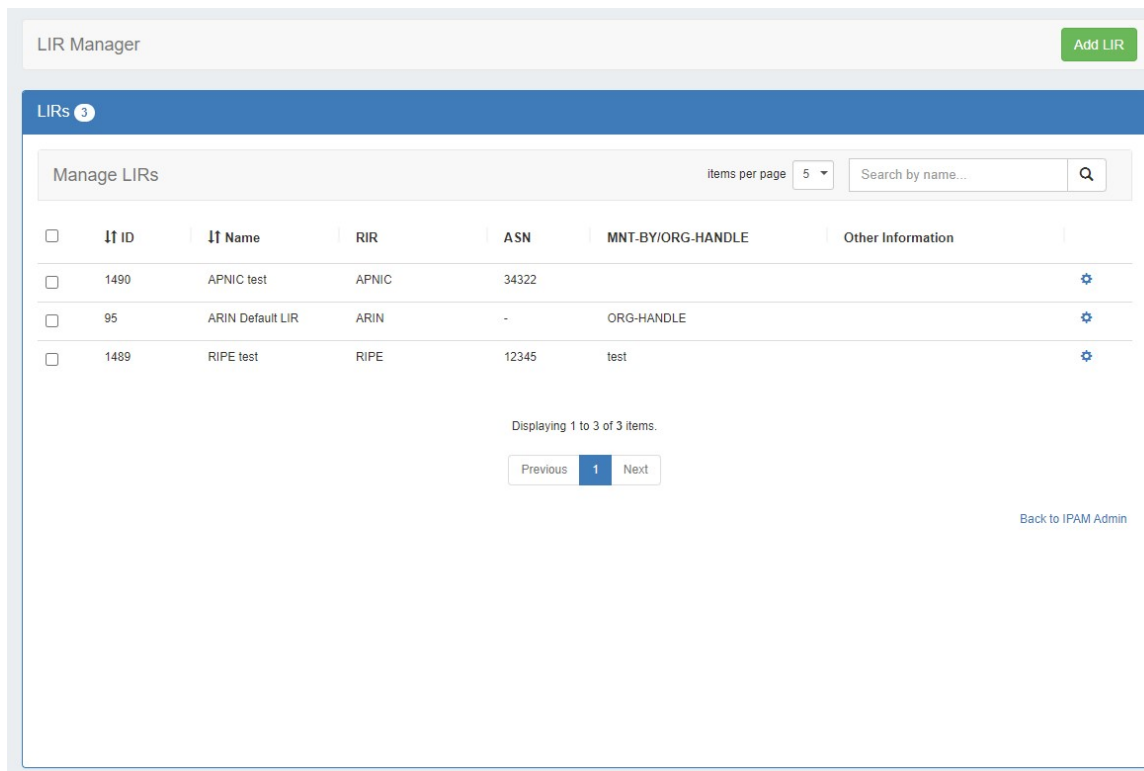 LIR Manager Add LIR
LIRs 3
Manage LIRs items per page 5 Search by name...
ID Name RIR ASN MNT-BY/ORG-HANDLE Other Information
1490 APNIC test APNIC 34322
95 ARIN Default LIR ARIN - ORG-HANDLE
1489 RIPE test RIPE 12345 test
Displaying 1 to 3 of 3 items.
Previous 1 Next
Back to IPAM Admin